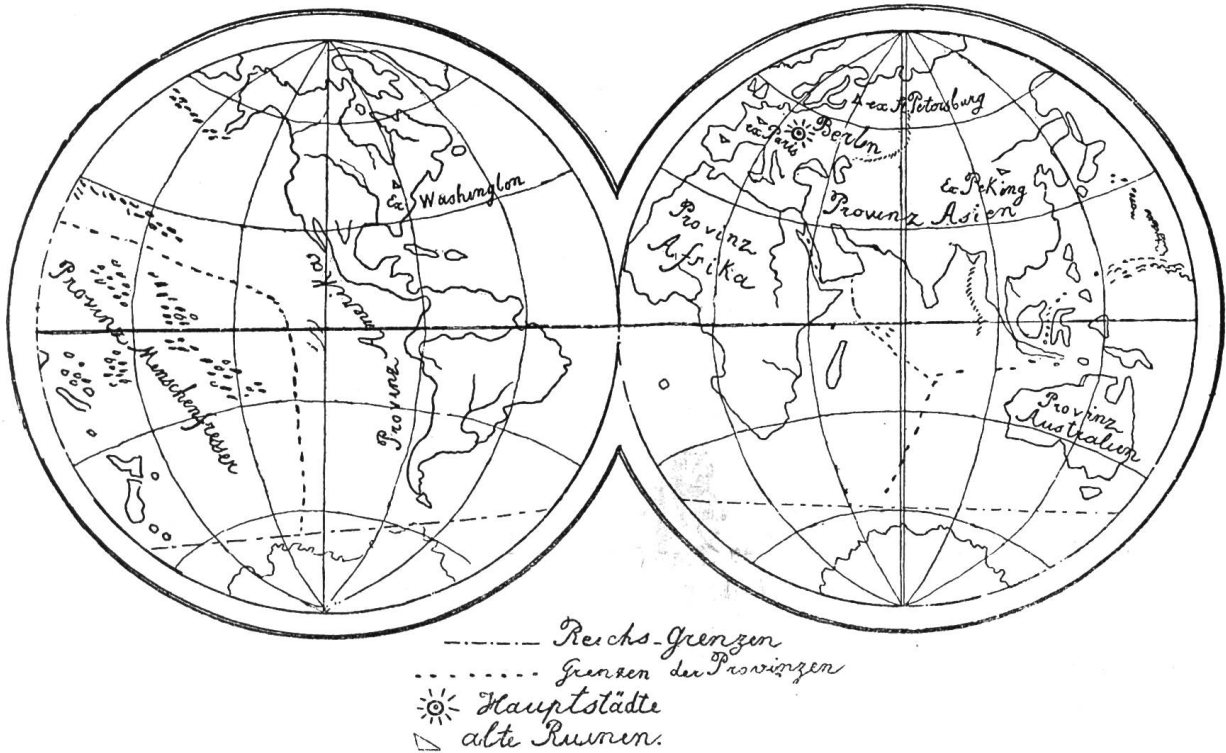 Ex Washington
Provinz Amerika
Provinz Menschenfresser
ex St Petersburg
Berlin
ex Paris
Ex Peking
Provinz Asien
Provinz
Afrika
Provinz
Australien
Reichs-Grenzen
Grenzen der Provinzen
Hauptstädte
alte Ruinen.